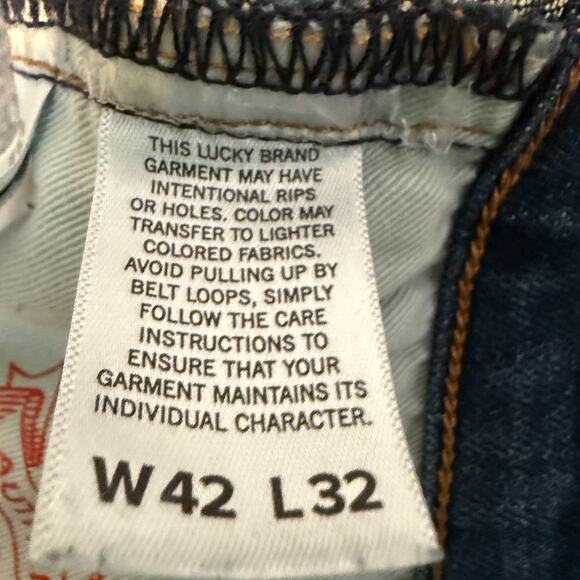 THIS LUCKY BRAND
GARMENT MAY HAVE
INTENTIONAL RIPS
OR HOLES. COLOR MAY
TRANSFER TO LIGHTER
COLORED FABRICS.
AVOID PULLING UP BY
BELT LOOPS, SIMPLY
FOLLOW THE CARE
INSTRUCTIONS TO
ENSURE THAT YOUR
GARMENT MAINTAINS ITS
INDIVIDUAL CHARACTER.
W42 L32